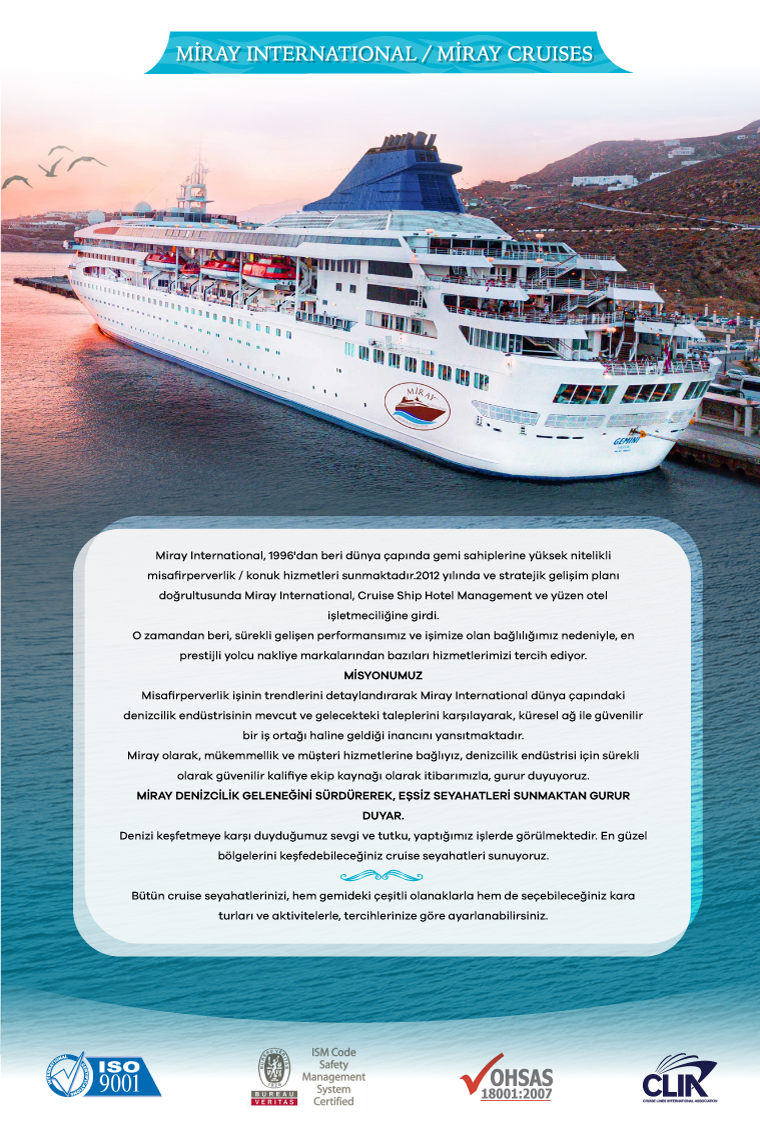 MİRAY INTERNATIONAL / MİRAY CRUISES
MİRAY
GEMINI
Miray International, 1996'dan beri dünya çapında gemi sahiplerine yüksek nitelikli
misafirperverlik / konuk hizmetleri sunmaktadır.2012 yılında ve stratejik gelişim planı
doğrultusunda Miray International, Cruise Ship Hotel Management ve yüzen otel
işletmeciliğine girdi.
O zamandan beri, sürekli gelişen performansımız ve işimize olan bağlılığımız nedeniyle, en
prestijli yolcu nakliye markalarından bazıları hizmetlerimizi tercih ediyor.
MİSYONUMUZ
Misafirperverlik işinin trendlerini detaylandırarak Miray International dünya çapındaki
denizcilik endüstrisinin mevcut ve gelecekteki taleplerini karşılayarak, küresel ağ ile güvenilir
bir iş ortağı haline geldiği inancını yansıtmaktadır.
Miray olarak, mükemmellik ve müşteri hizmetlerine bağlıyız, denizcilik endüstrisi için sürekli
olarak güvenilir kalifiye ekip kaynağı olarak itibarımızla, gurur duyuyoruz.
MİRAY DENİZCİLİK GELENEĞİNİ SÜRDÜREREK, EŞSİZ SEYAHATLERİ SUNMAKTAN GURUR
DUYAR.
Denizi keşfetmeye karşı duyduğumuz sevgi ve tutku, yaptığımız işlerde görülmektedir. En güzel
bölgelerini keşfedebileceğiniz cruise seyahatleri sunuyoruz.
Bütün cruise seyahatlerinizi, hem gemideki çeşitli olanaklarla hem de seçebileceğiniz kara
turları ve aktivitelerle, tercihlerinize göre ayarlanabilirsiniz.
ISO
9001
BUREAU
VERITAS
ISM Code
Safety
Management
System
Certified
OHSAS
18001:2007
CLIA
CRUISE LINES INTERNATIONAL ASSOCIATION